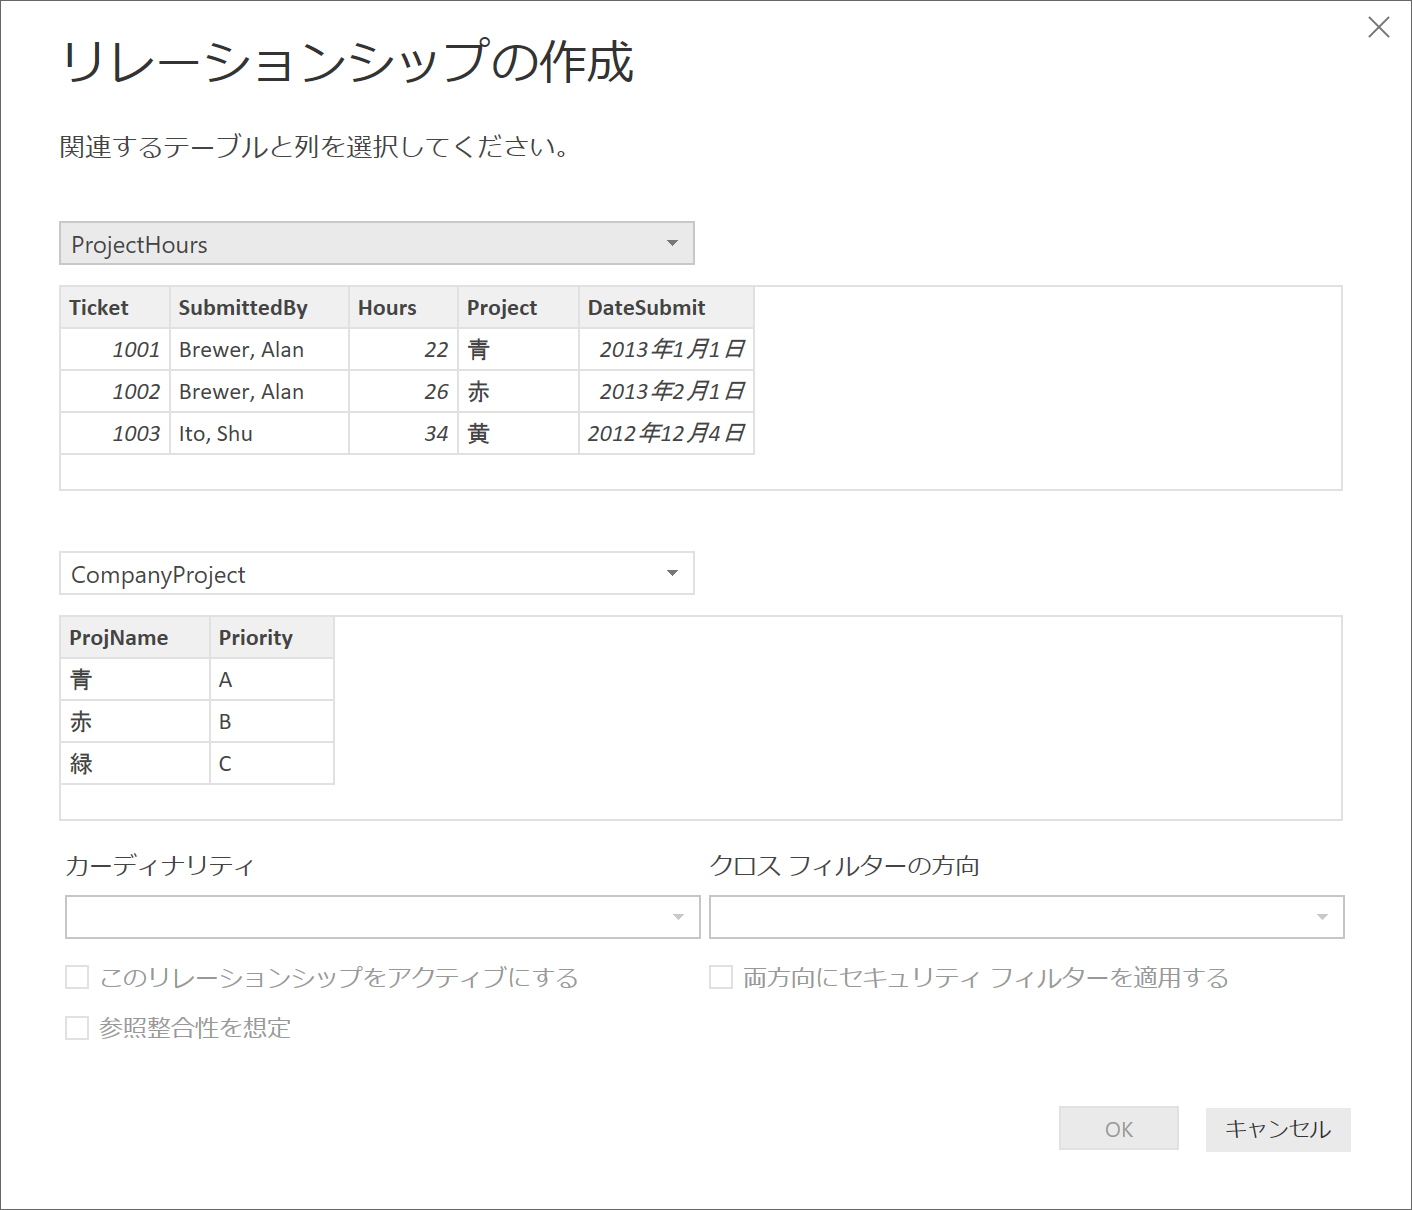 リレーションシップの作成
関連するテーブルと列を選択してください。
ProjectHours
Ticket SubmittedBy Hours Project DateSubmit
1001 Brewer, Alan 22 青 2013年1月1日
1002 Brewer, Alan 26 赤 2013年2月1日
1003 Ito, Shu 34 黄 2012年12月4日
CompanyProject
ProjName Priority
青 A
赤 B
緑 C
カーディナリティ クロス フィルターの方向
このリレーションシップをアクティブにする 両方向にセキュリティ フィルターを適用する
参照整合性を想定
OK キャンセル